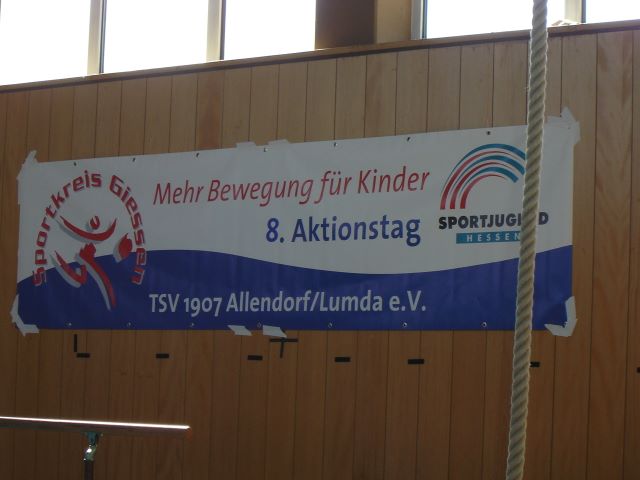 Sportkreis Giessen
Mehr Bewegung für Kinder
8. Aktionstag
TSV 1907 Allendorf/Lumda e.V.
SPORTJUGEND
HESSEN